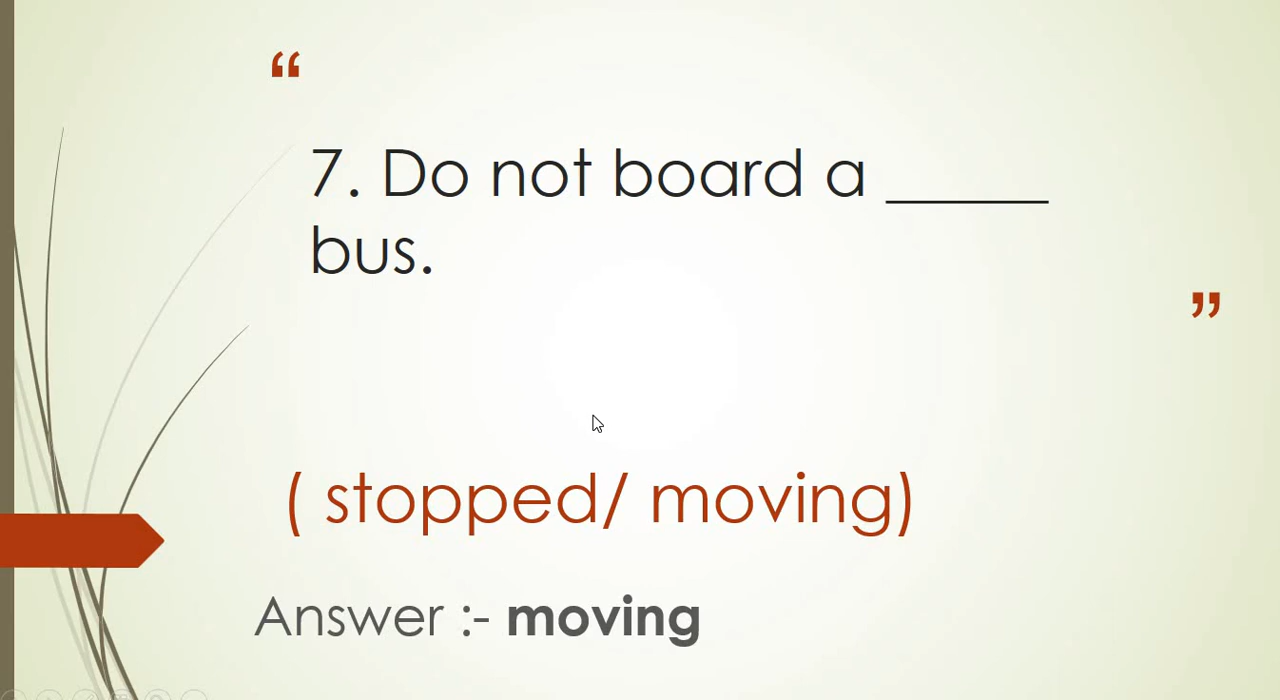 “
7. Do not board a _____
bus.
”
( stopped/ moving)
Answer :- moving